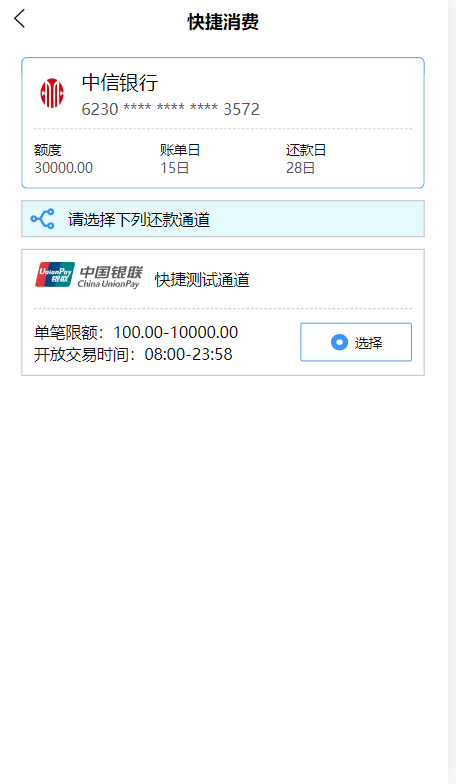 快捷消费
中信银行
6230 **** **** **** 3572
额度 账单日 还款日
30000.00 15日 28日
请选择下列还款通道
UnionPay 银联 中国银联 China UnionPay 快捷测试通道
单笔限额：100.00-10000.00
开放交易时间：08:00-23:58
选择